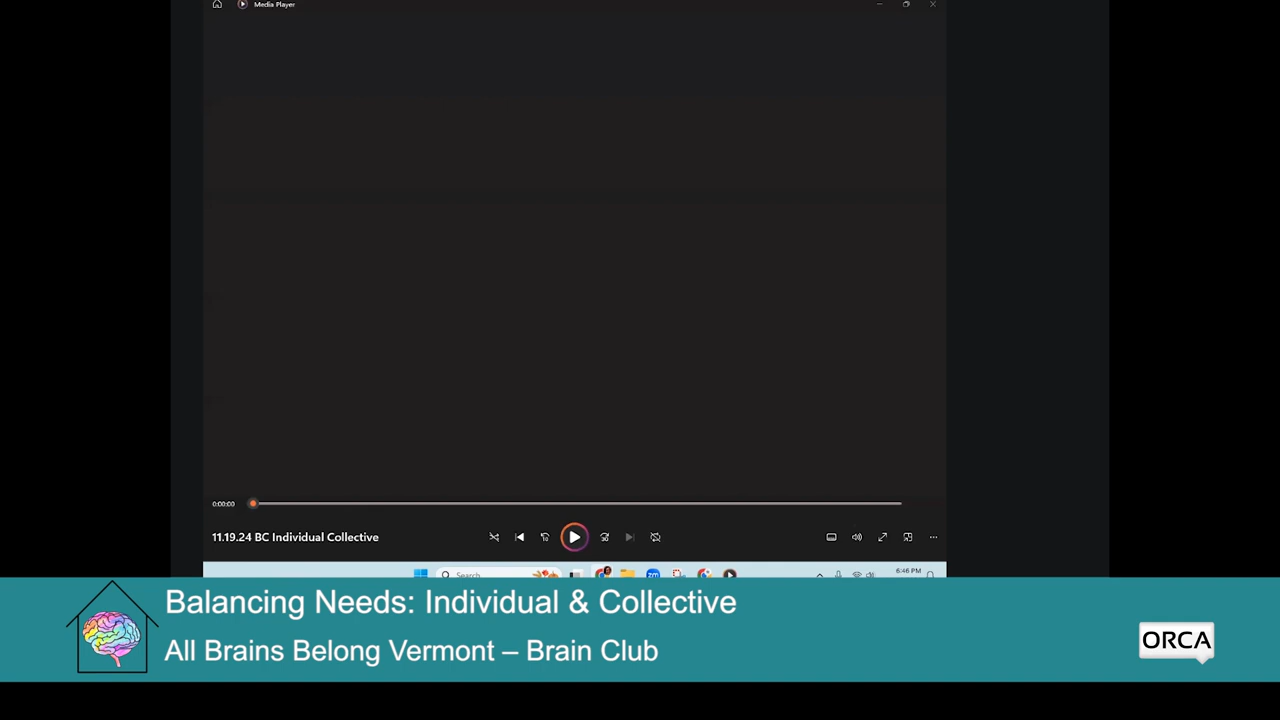 Media Player
0:00:00
11.19.24 BC Individual Collective
Search
6:46 PM
Balancing Needs: Individual & Collective
All Brains Belong Vermont – Brain Club
ORCA